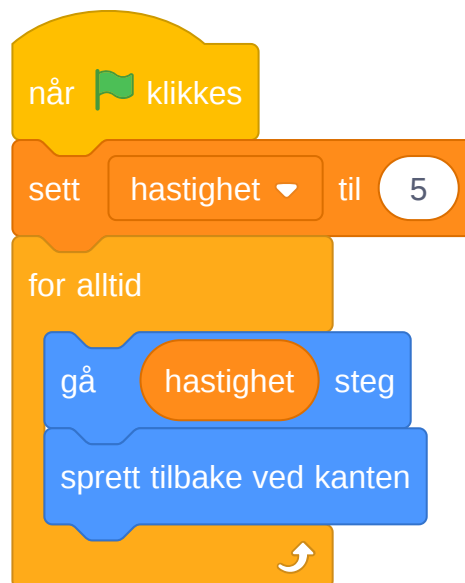 når klikkes
sett hastighet til 5
for alltid
gå hastighet steg
sprett tilbake ved kanten